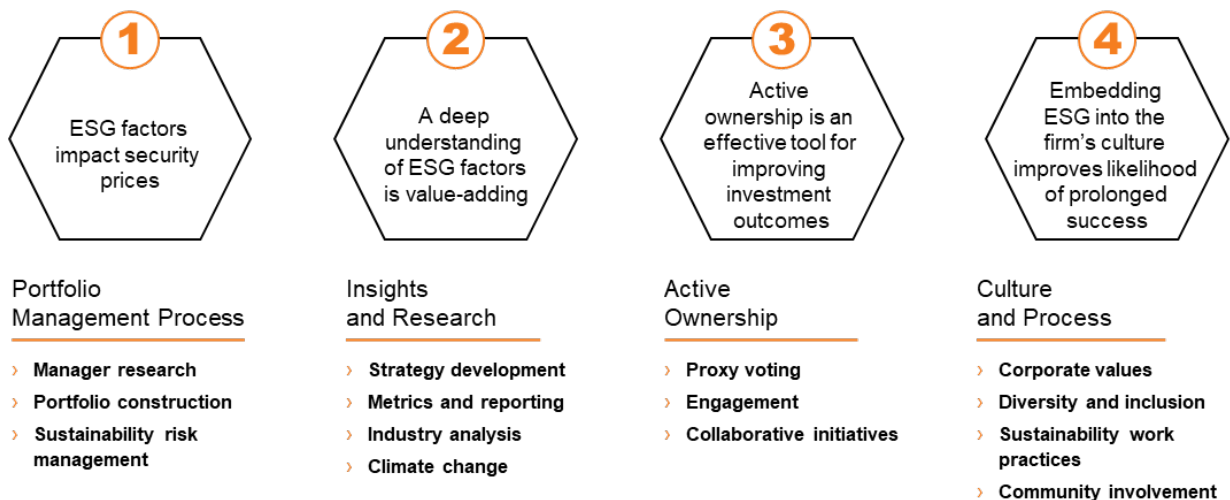 1
ESG factors
impact security
prices
Portfolio
Management Process
› Manager research
› Portfolio construction
› Sustainability risk
management
2
A deep
understanding
of ESG factors
is value-adding
Insights
and Research
› Strategy development
› Metrics and reporting
› Industry analysis
› Climate change
3
Active
ownership is an
effective tool for
improving
investment
outcomes
Active
Ownership
› Proxy voting
› Engagement
› Collaborative initiatives
4
Embedding
ESG into the
firm's culture
improves likelihood
of prolonged
success
Culture
and Process
› Corporate values
› Diversity and inclusion
› Sustainability work
practices
› Community involvement